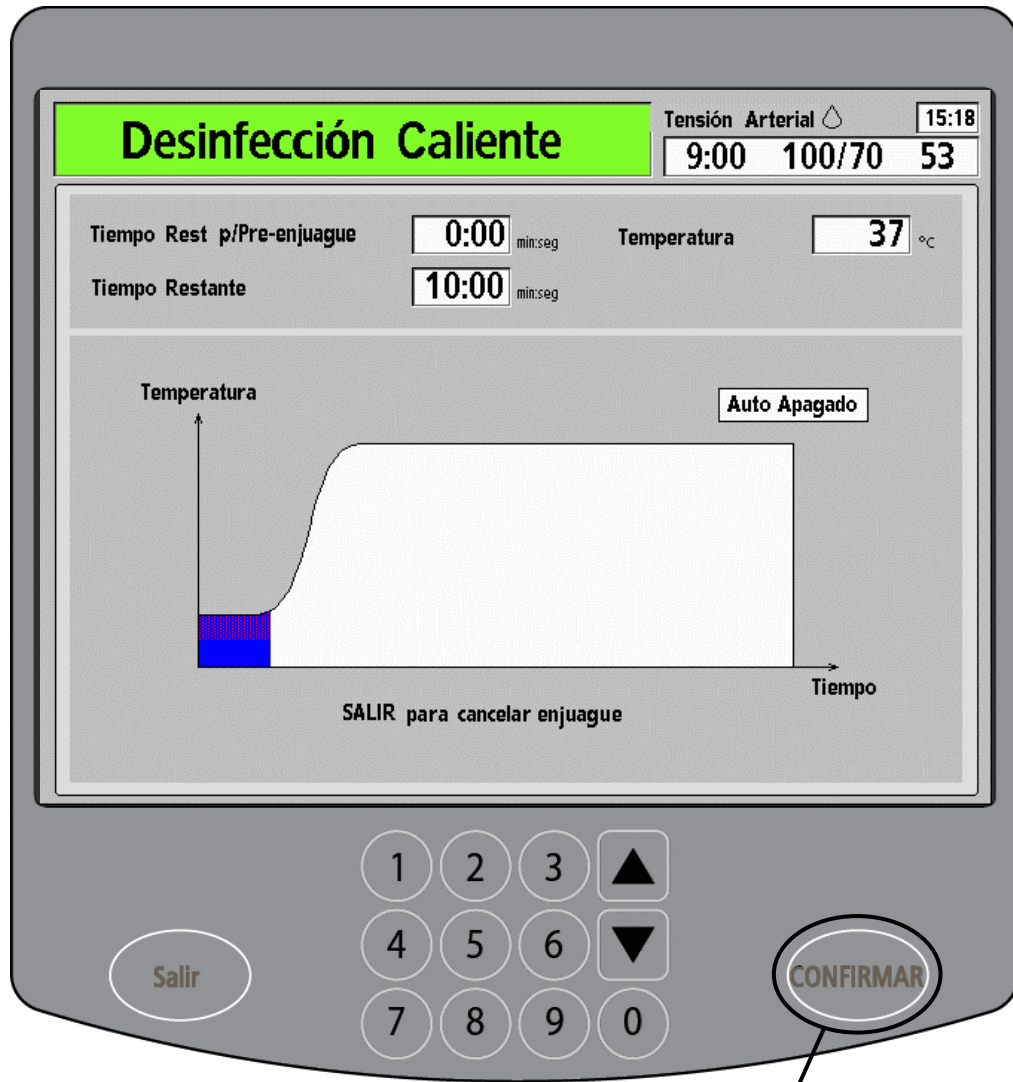 Desinfección Caliente
Tensión Arterial 15:18
9:00 100/70 53
Tiempo Rest p/Pre-enjuague 0:00 min:seg Temperatura 37 °C
Tiempo Restante 10:00 min:seg
Temperatura
Auto Apagado
Tiempo
SALIR para cancelar enjuague
1 2 3
4 5 6
Salir CONFIRMAR
7 8 9 0